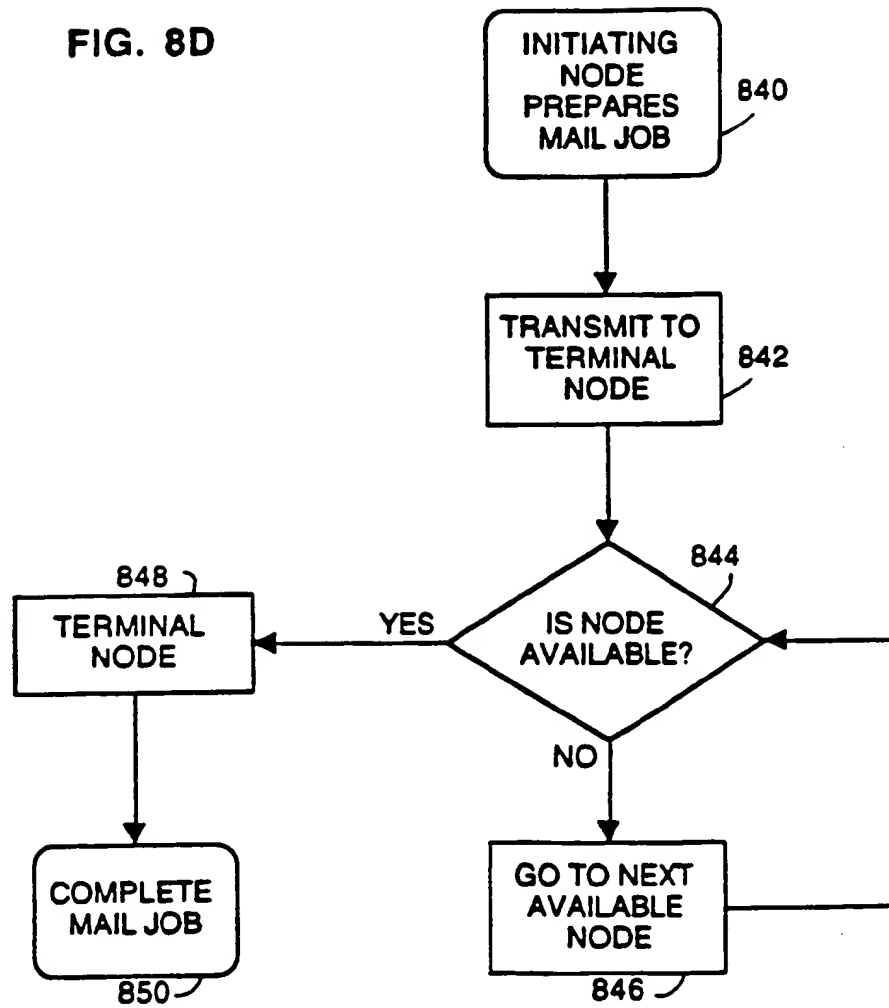 FIG. 8D
INITIATING
NODE
PREPARES
MAIL JOB
840
TRANSMIT TO
TERMINAL
NODE
842
844
IS NODE
AVAILABLE?
YES
NO
848
TERMINAL
NODE
COMPLETE
MAIL JOB
850
GO TO NEXT
AVAILABLE
NODE
846